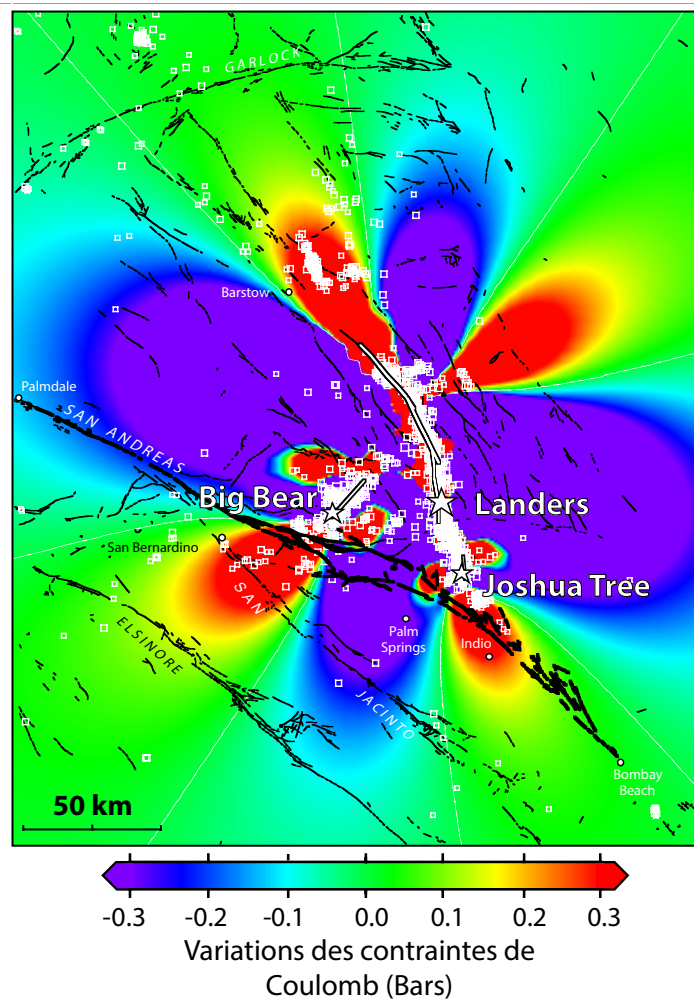 GARLOCK
Barstow
Palmdale
SAN ANDREAS
Big Bear
Landers
San Bernardino
Joshua Tree
SAN
ELSINORE
Palm
Springs
Indio
JACINTO
Bombay
Beach
50 km
-0.3 -0.2 -0.1 0.0 0.1 0.2 0.3
Variations des contraintes de
Coulomb (Bars)